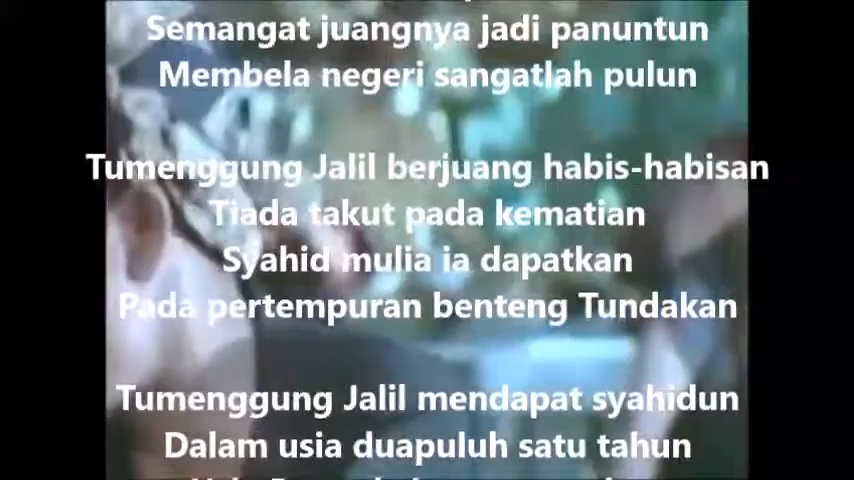 Semangat juangnya jadi panuntun
Membela negeri sangatlah pulun
Tumenggung Jalil berjuang habis-habisan
Tiada takut pada kematian
Syahid mulia ia dapatkan
Pada pertempuran benteng Tundakan
Tumenggung Jalil mendapat syahidun
Dalam usia duapuluh satu tahun